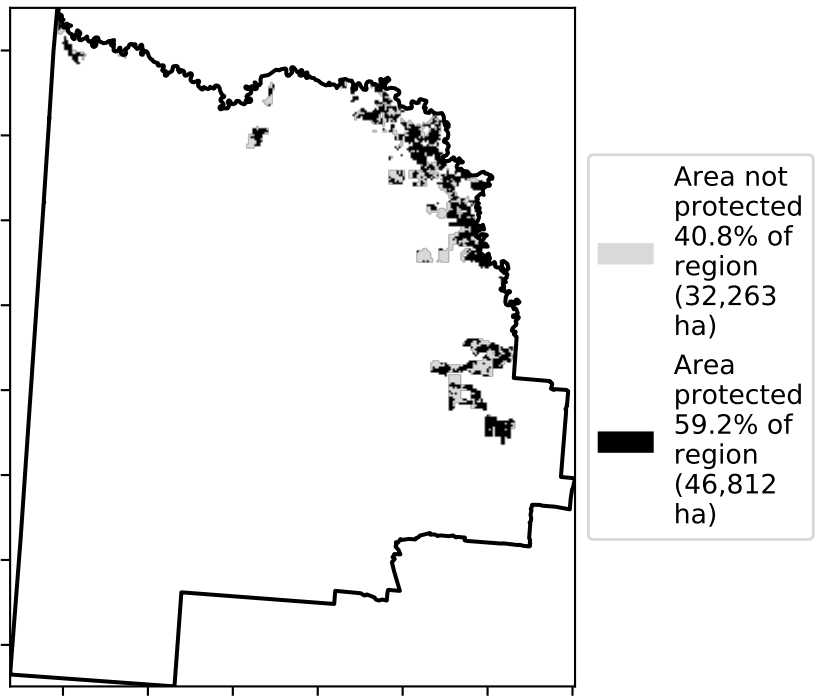 Area not
protected
40.8% of
region
(32,263
ha)
Area
protected
59.2% of
region
(46,812
ha)